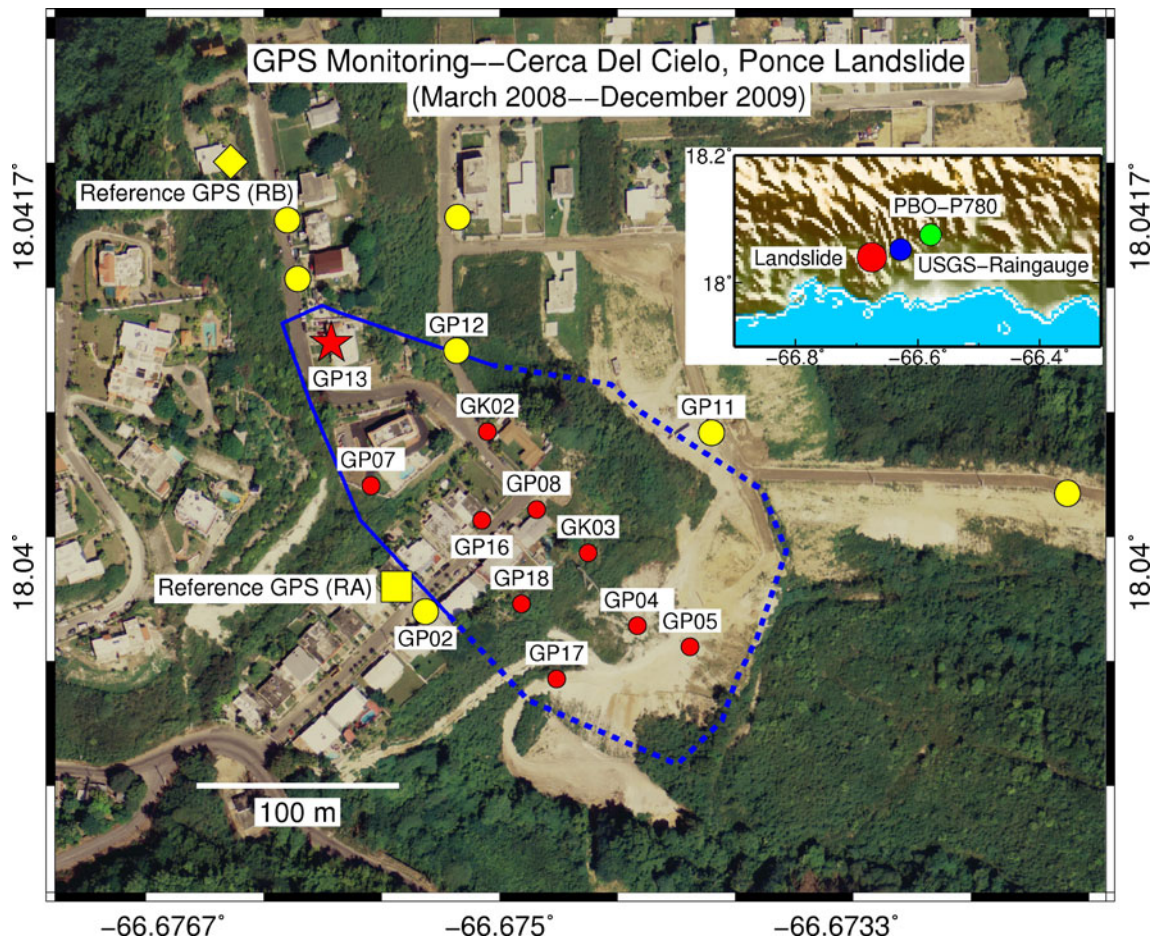 GPS Monitoring––Cerca Del Cielo, Ponce Landslide
(March 2008––December 2009)
Reference GPS (RB)
18.2˚
PBO−P780
Landslide
USGS−Raingauge
18˚
−66.8˚
−66.6˚
−66.4˚
18.0417˚
18.0417˚
GP12
GP13
GK02
GP11
GP07
GP08
GP16
GK03
18.04˚
18.04˚
Reference GPS (RA)
GP18
GP04
GP05
GP02
GP17
100 m
−66.6767˚
−66.675˚
−66.6733˚